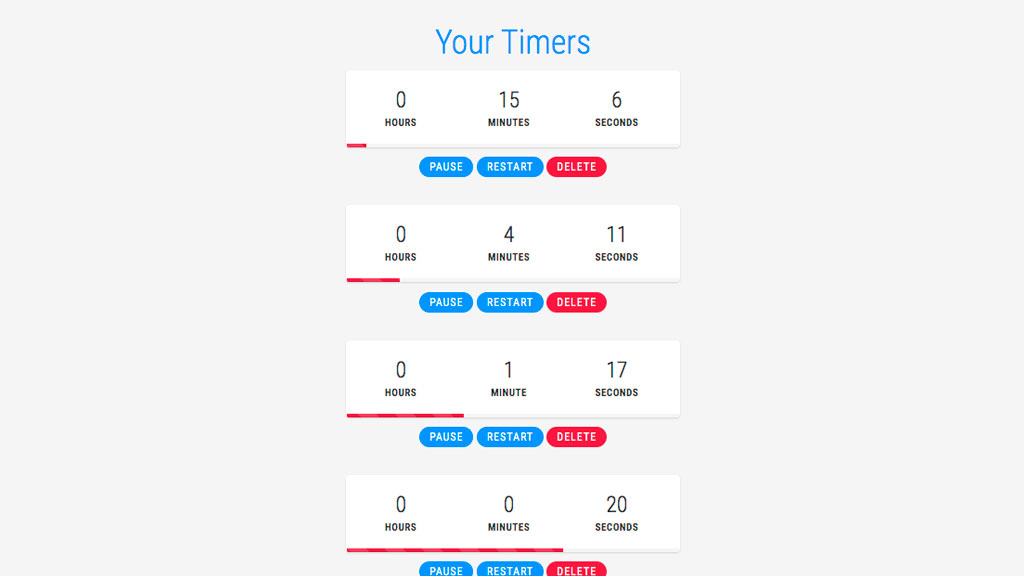 Your Timers
0 15 6
HOURS MINUTES SECONDS
PAUSE RESTART DELETE
0 4 11
HOURS MINUTES SECONDS
PAUSE RESTART DELETE
0 1 17
HOURS MINUTE SECONDS
PAUSE RESTART DELETE
0 0 20
HOURS MINUTES SECONDS
PAUSE RESTART DELETE